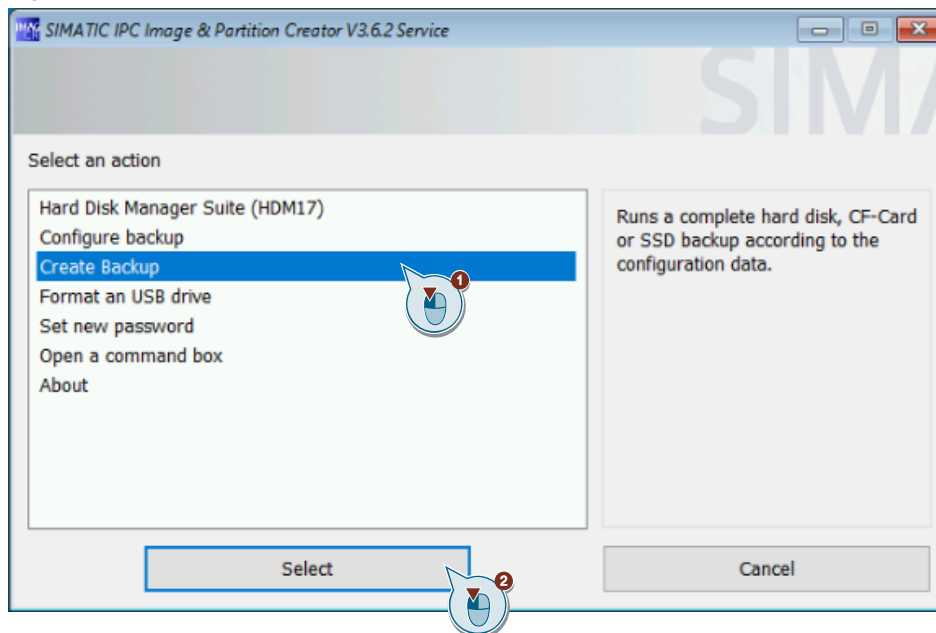 SIMATIC IPC Image & Partition Creator V3.6.2 Service
SIM
Select an action
Hard Disk Manager Suite (HDM17)
Configure backup
Create Backup
Format an USB drive
Set new password
Open a command box
About
Runs a complete hard disk, CF-Card
or SSD backup according to the
configuration data.
1
Select
Cancel
2